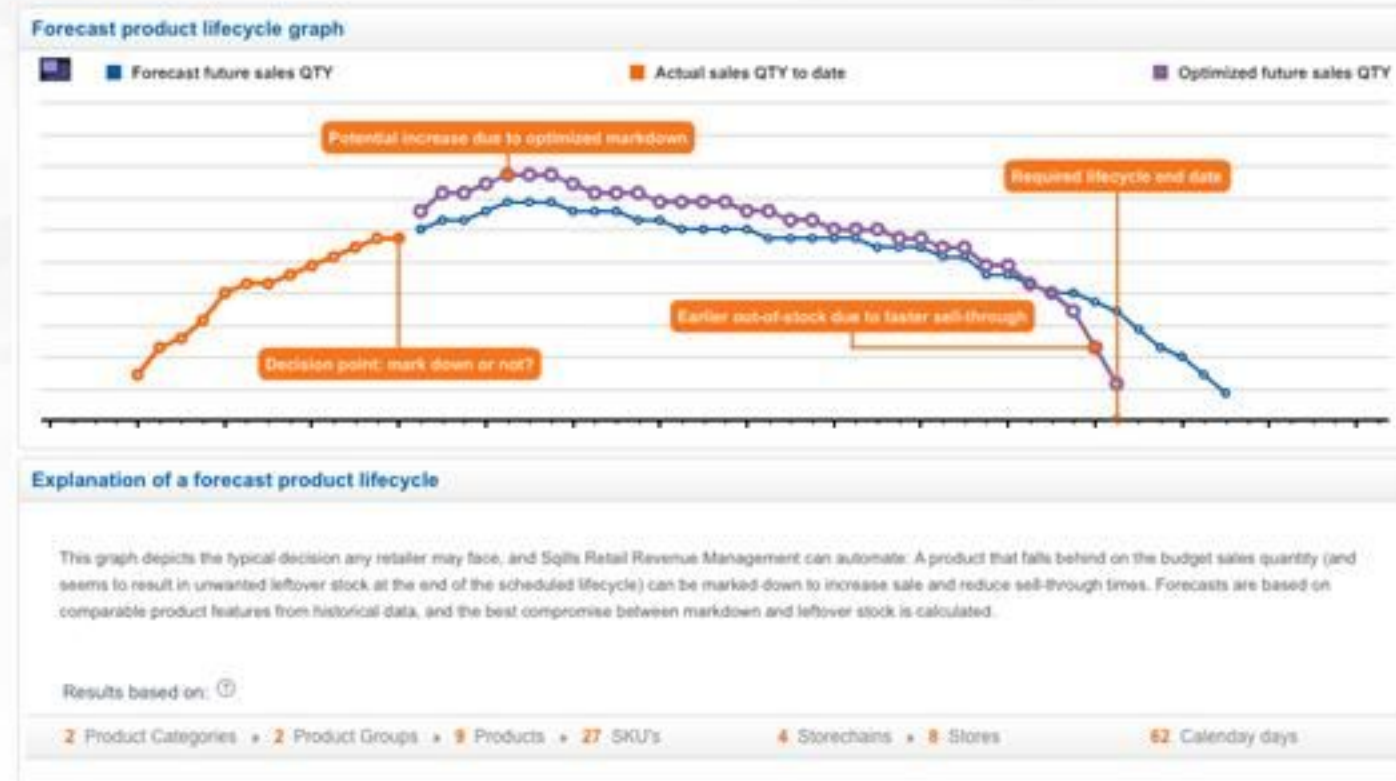 Forecast product lifecycle graph
Forecast future sales QTY
Actual sales QTY to date
Optimized future sales QTY
Potential increase due to optimized markdown
Required lifecycle end date
Earlier out-of-stock due to faster sell-through
Decision point: mark down or not?
Explanation of a forecast product lifecycle
This graph depicts the typical decision any retailer may face, and Sqills Retail Revenue Management can automate. A product that falls behind on the budget sales quantity (and
seems to result in unwanted leftover stock at the end of the scheduled lifecycle) can be marked down to increase sale and reduce sell-through times. Forecasts are based on
comparable product features from historical data, and the best compromise between markdown and leftover stock is calculated.
Results based on: ?
2 Product Categories • 2 Product Groups • 9 Products • 27 SKU's 4 Storechains • 8 Stores 62 Calenday days